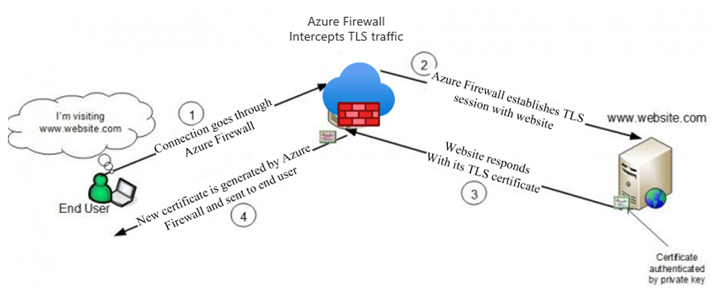 Azure Firewall
Intercepts TLS traffic
I'm visiting
www.website.com
End User
1
Connection goes through
Azure Firewall
2
Azure Firewall establishes TLS
session with website
www.website.com
Website responds
With its TLS certificate
3
New certificate is generated by Azure
Firewall and sent to end user
4
Certificate
authenticated
by private key